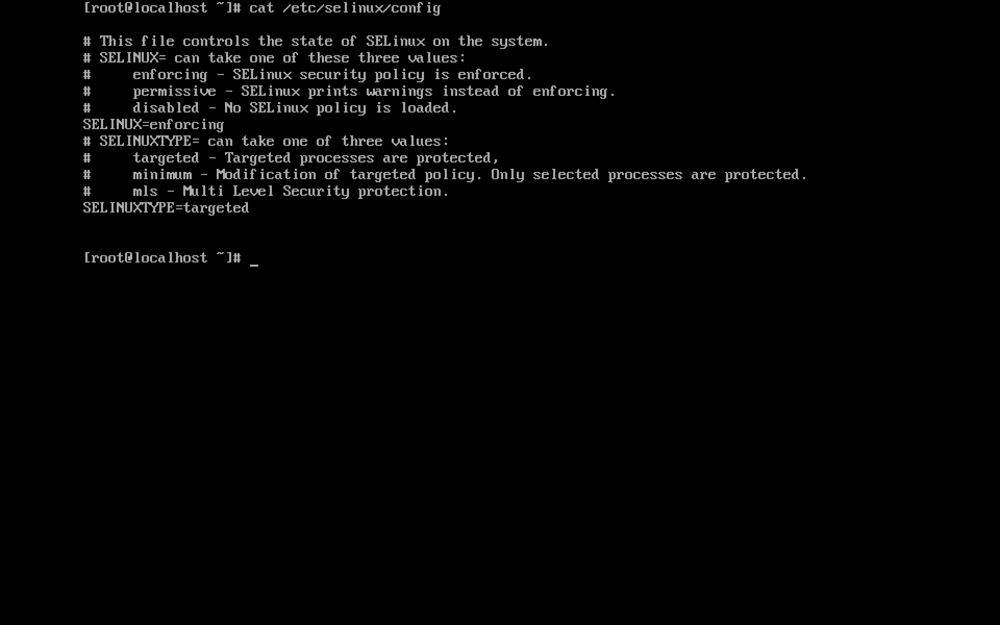 [root@localhost ~]# cat /etc/selinux/config
# This file controls the state of SELinux on the system.
# SELINUX= can take one of these three values:
#     enforcing - SELinux security policy is enforced.
#     permissive - SELinux prints warnings instead of enforcing.
#     disabled - No SELinux policy is loaded.
SELINUX=enforcing
# SELINUXTYPE= can take one of three values:
#     targeted - Targeted processes are protected,
#     minimum - Modification of targeted policy. Only selected processes are protected.
#     mls - Multi Level Security protection.
SELINUXTYPE=targeted
[root@localhost ~]# _